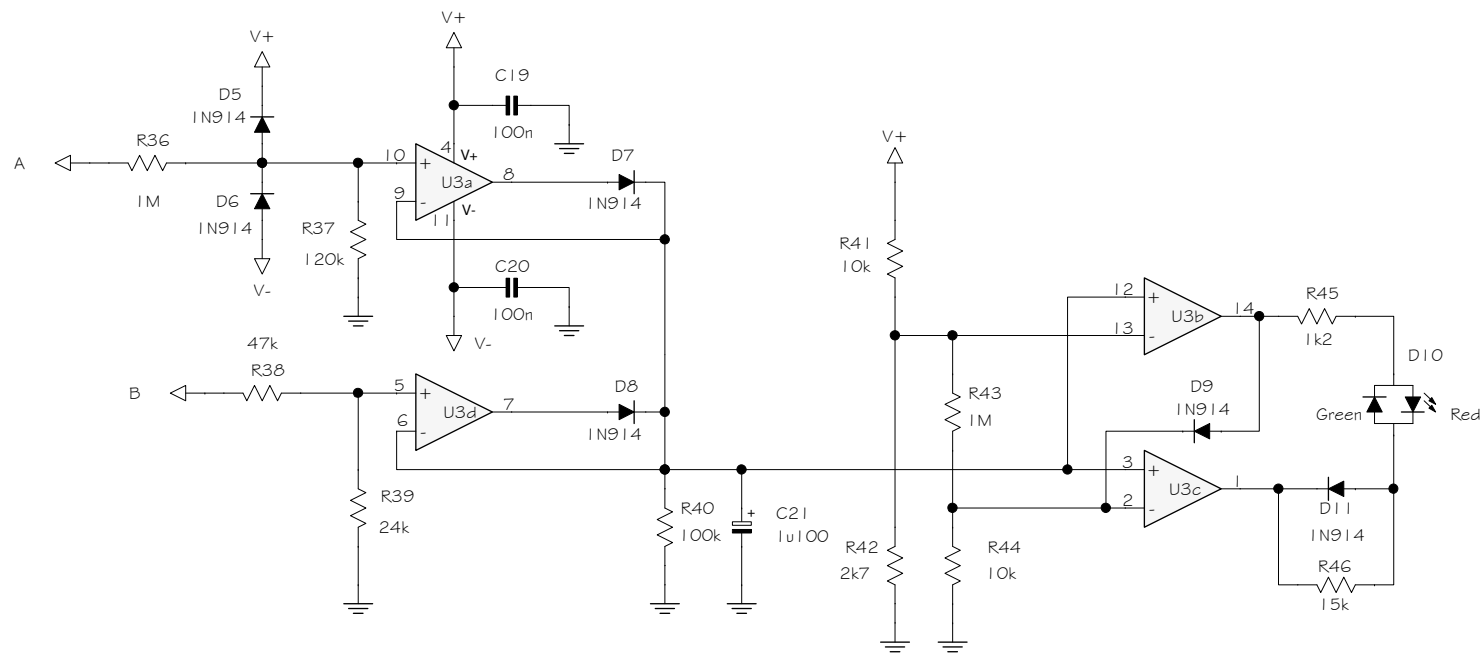 V+
V+
D5
1N914
C19
100n
R36
1M
A
D6
1N914
V-
R37
120k
10
9
4
V+
U3a
V-
11
8
D7
1N914
C20
100n
V-
47k
R38
B
5
6
U3d
7
D8
1N914
R39
24k
R40
100k
+
C21
1u100
V+
R41
10k
R42
2k7
R43
1M
R44
10k
12
13
+
-
U3b
14
R45
1k2
D10
D9
1N914
Green
Red
3
2
+
-
U3c
1
D11
1N914
R46
15k
+
-
+
-